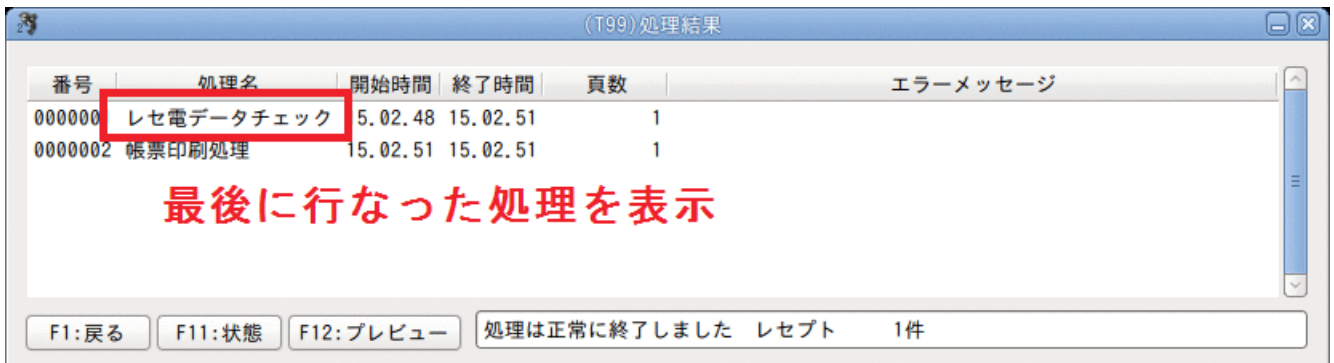 (T99)処理結果
番号 処理名 開始時間 終了時間 頁数 エラーメッセージ
000000 レセ電データチェック 5.02.48 15.02.51 1
0000002 帳票印刷処理 15.02.51 15.02.51 1
最後に行なった処理を表示
F1:戻る F11:状態 F12:プレビュー 処理は正常に終了しました レセプト 1件